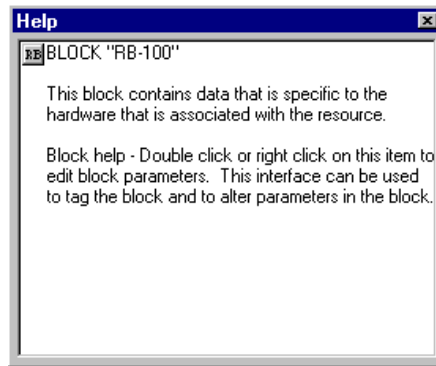 Help
RB BLOCK "RB-100"
This block contains data that is specific to the
hardware that is associated with the resource.
Block help - Double click or right click on this item to
edit block parameters.  This interface can be used
to tag the block and to alter parameters in the block.